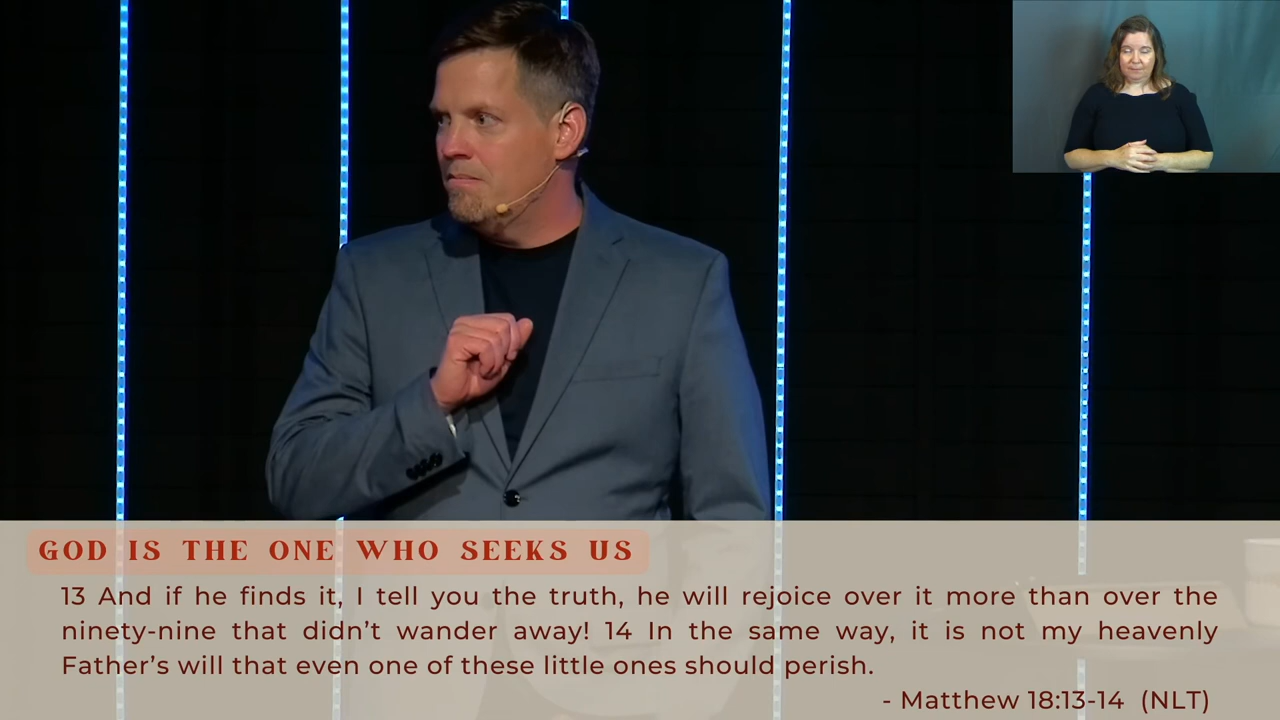 GOD IS THE ONE WHO SEEKS US
13 And if he finds it, I tell you the truth, he will rejoice over it more than over the
ninety-nine that didn't wander away! 14 In the same way, it is not my heavenly
Father's will that even one of these little ones should perish.
- Matthew 18:13-14 (NLT)